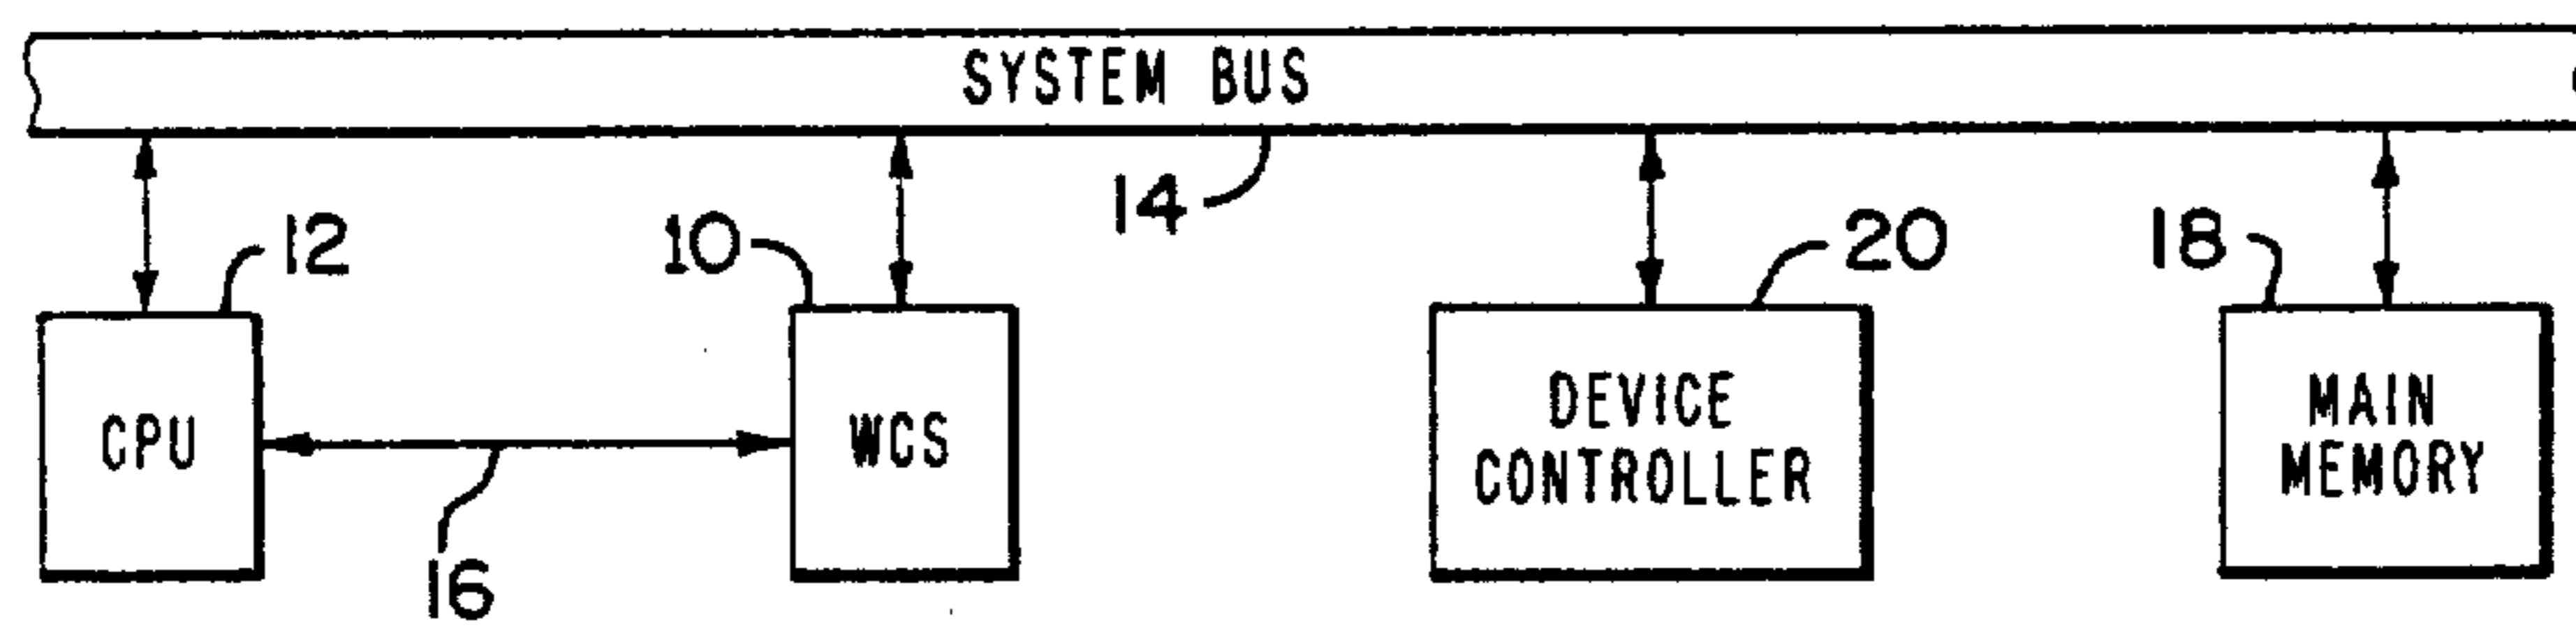 SYSTEM BUS
14
12
10
20
18
CPU
WCS
DEVICE
CONTROLLER
MAIN
MEMORY
16